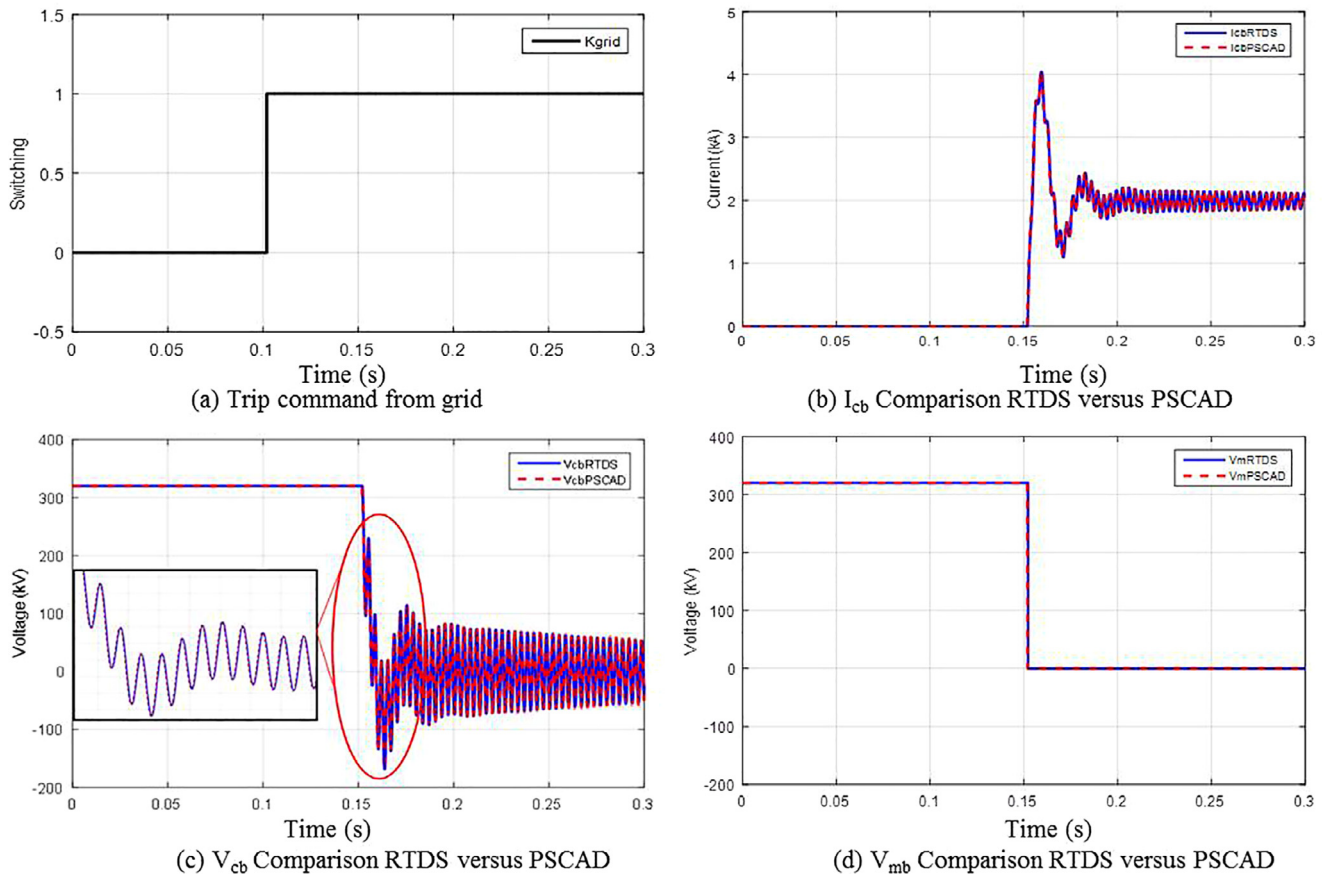 1.5
1
0.5
0
-0.5
Switching
Kgrid
0 0.05 0.1 0.15 0.2 0.25 0.3
Time (s)
(a) Trip command from grid
5
4
3
2
1
0
Current (kA)
IcbRTDS
IcbPSCAD
0 0.05 0.1 0.15 0.2 0.25 0.3
Time (s)
(b) Icb Comparison RTDS versus PSCAD
400
300
200
100
0
-100
-200
Voltage (kV)
VcbRTDS
VcbPSCAD
0 0.05 0.1 0.15 0.2 0.25 0.3
Time (s)
(c) Vcb Comparison RTDS versus PSCAD
400
300
200
100
0
-100
-200
Voltage (kV)
VmRTDS
VmPSCAD
0 0.05 0.1 0.15 0.2 0.25 0.3
Time (s)
(d) Vmb Comparison RTDS versus PSCAD